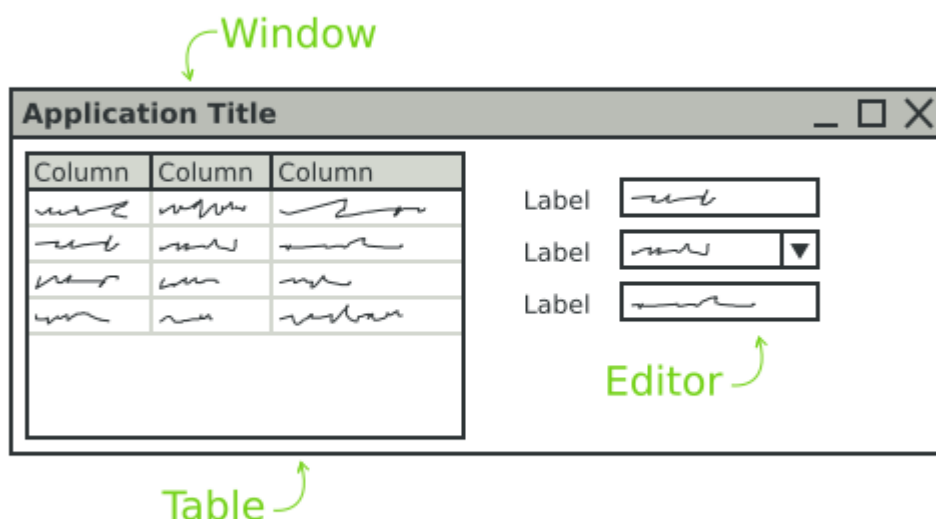 Window
Application Title
Column Column Column
Label
Label
Label
Editor
Table